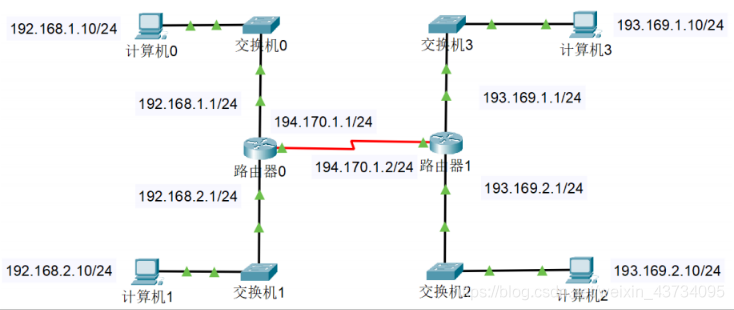 192.168.1.10/24
计算机0
交换机0
交换机3
计算机3
193.169.1.10/24
192.168.1.1/24
193.169.1.1/24
194.170.1.1/24
路由器0
194.170.1.2/24
路由器1
192.168.2.1/24
193.169.2.1/24
192.168.2.10/24
计算机1
交换机1
交换机2
计算机2
193.169.2.10/24
https://blog.csdn.net/weixin_43734095